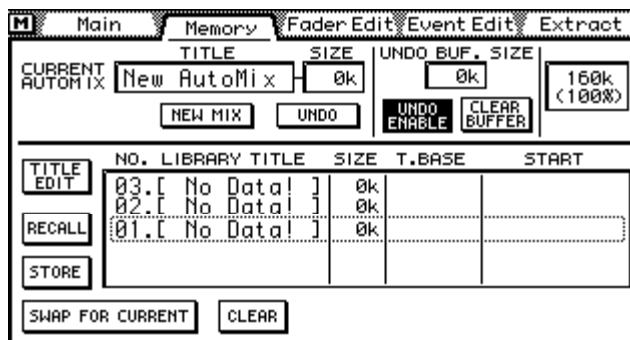 M Main Memory Fader Edit Event Edit Extract
TITLE SIZE UNDO BUF. SIZE
CURRENT AUTOMIX New AutoMix 0k 0k 160k (100%)
NEW MIX UNDO UNDO ENABLE CLEAR BUFFER
NO. LIBRARY TITLE SIZE T.BASE START
TITLE EDIT
03.[ No Data! ] 0k
02.[ No Data! ] 0k
RECALL 01.[ No Data! ] 0k
STORE
SWAP FOR CURRENT CLEAR